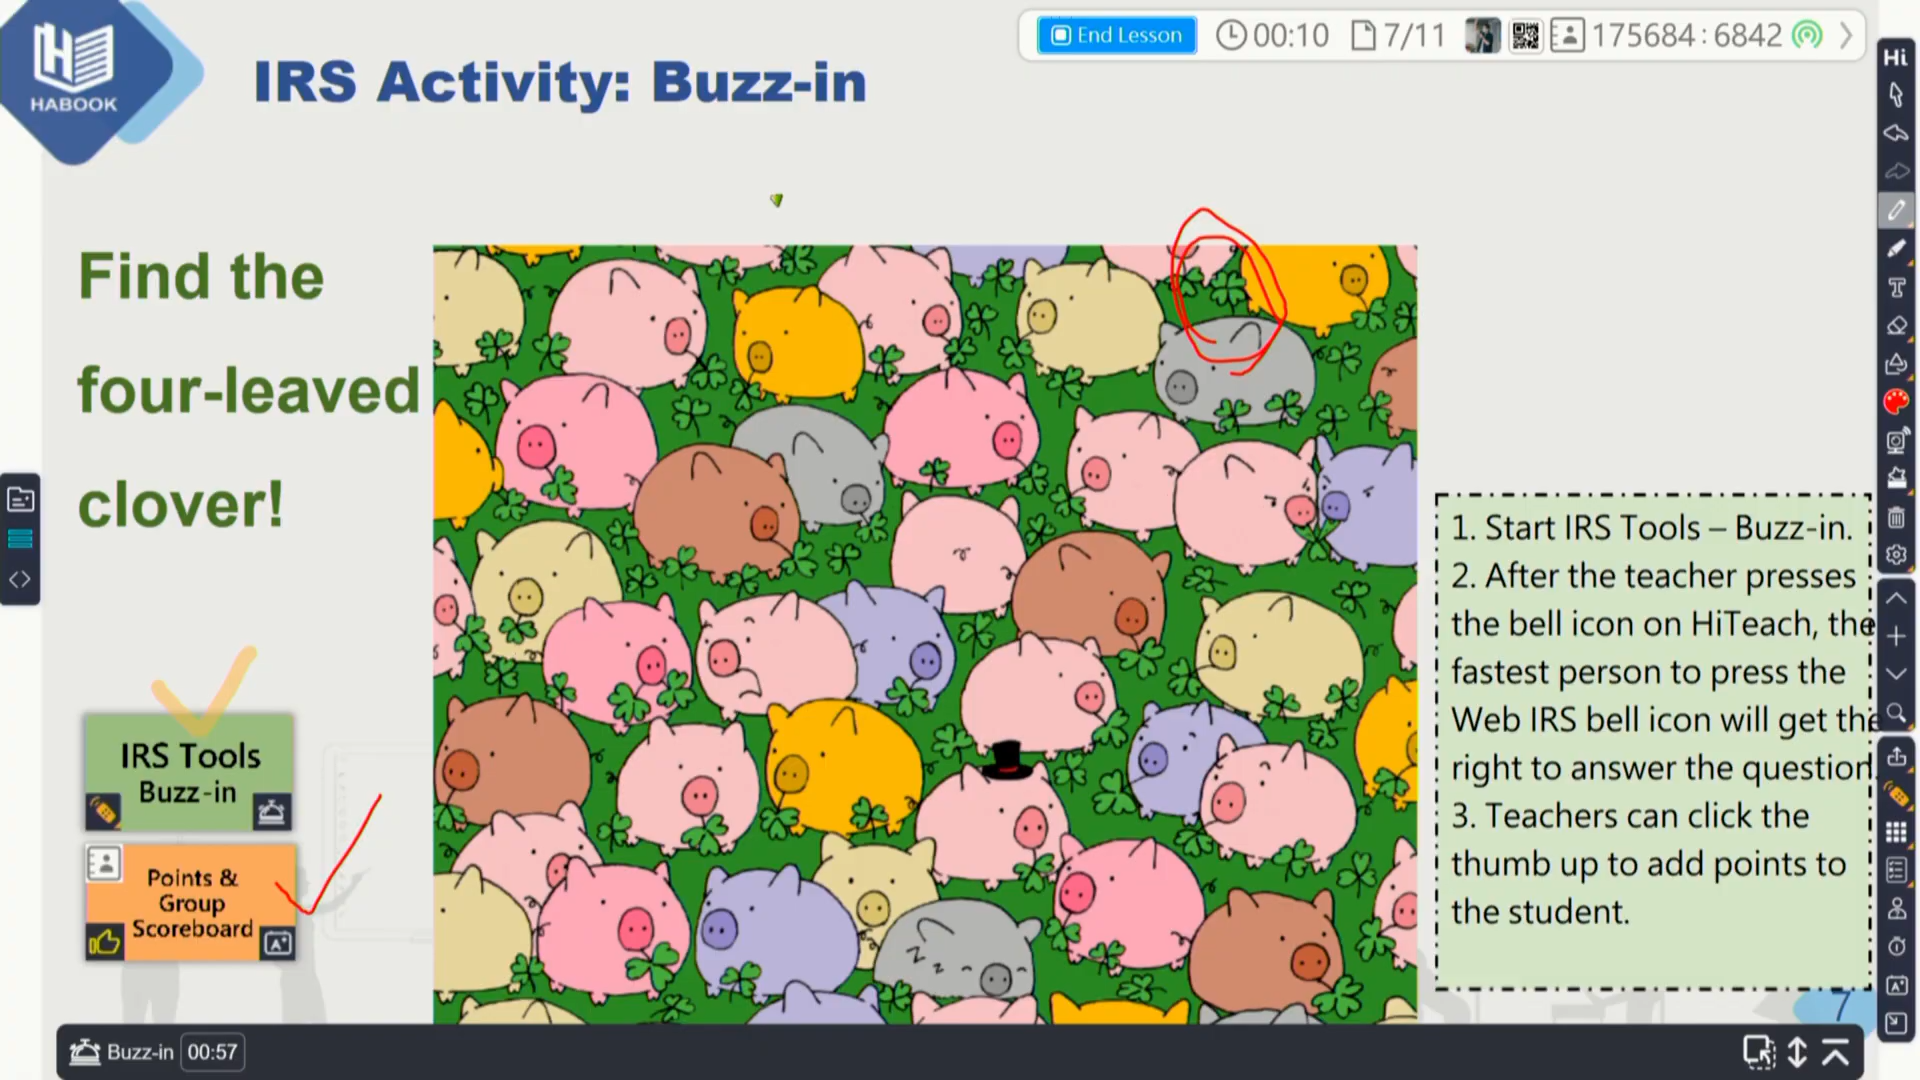 HABOOK
IRS Activity: Buzz-in
End Lesson
00:10
7/11
175684 : 6842
Hi
Find the
four-leaved
clover!
z z z
1. Start IRS Tools – Buzz-in.
2. After the teacher presses
the bell icon on HiTeach, the
fastest person to press the
Web IRS bell icon will get the
right to answer the question.
3. Teachers can click the
thumb up to add points to
the student.
IRS Tools
Buzz-in
Points &
Group
Scoreboard
7
Buzz-in 00:57